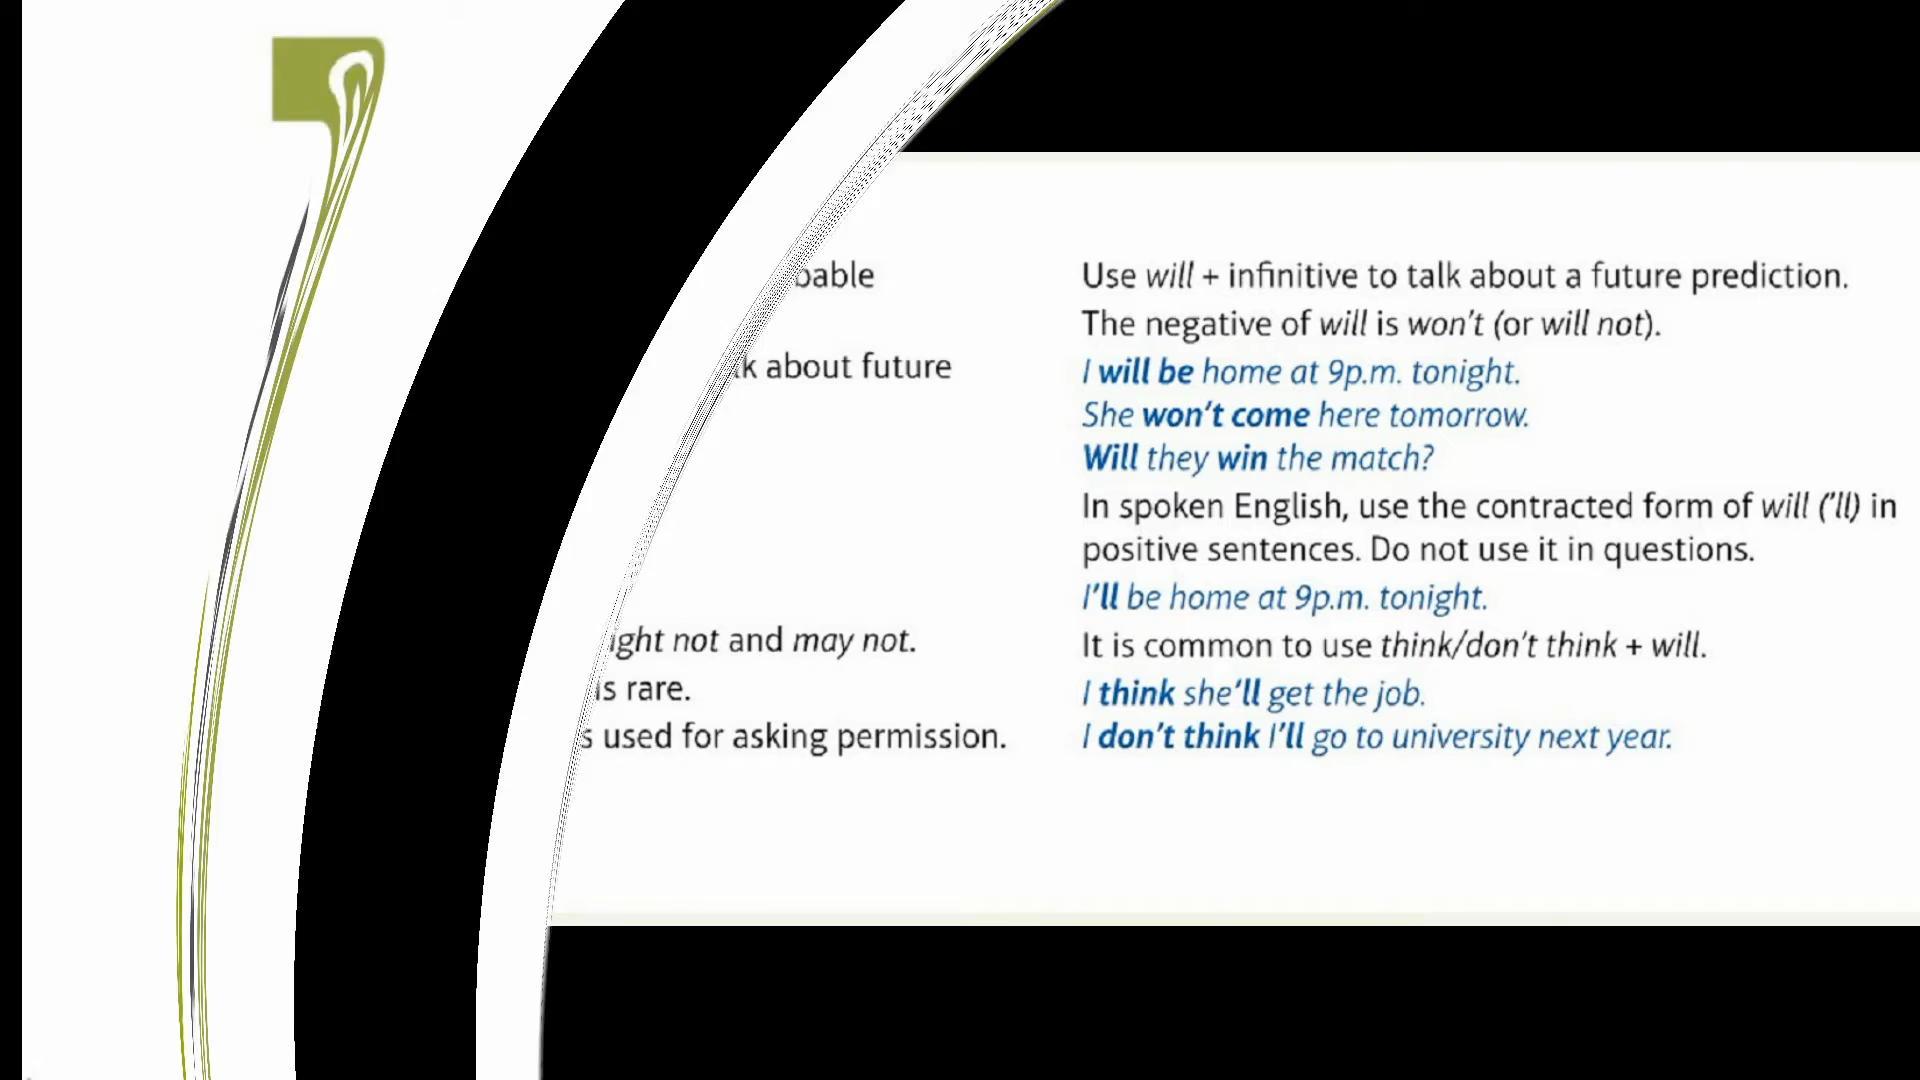 about future
not and may not.
rare.
used for asking permission.
Use will + infinitive to talk about a future prediction.
The negative of will is won't (or will not).
I will be home at 9p.m. tonight.
She won't come here tomorrow.
Will they win the match?
In spoken English, use the contracted form of will ('ll) in
positive sentences. Do not use it in questions.
I'll be home at 9p.m. tonight.
It is common to use think/don't think + will.
I think she'll get the job.
I don't think I'll go to university next year.